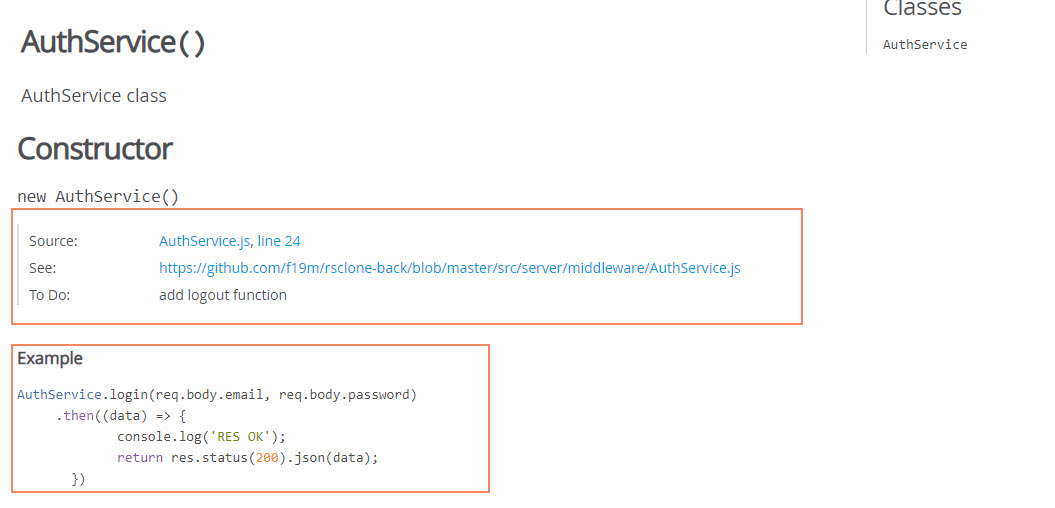 AuthService()
AuthService class
Constructor
new AuthService()
Source: AuthService.js, line 24
See: https://github.com/f19m/rsclone-back/blob/master/src/server/middleware/AuthService.js
To Do: add logout function
Example
AuthService.login(req.body.email, req.body.password)
.then((data) => {
console.log('RES OK');
return res.status(200).json(data);
})
Classes
AuthService